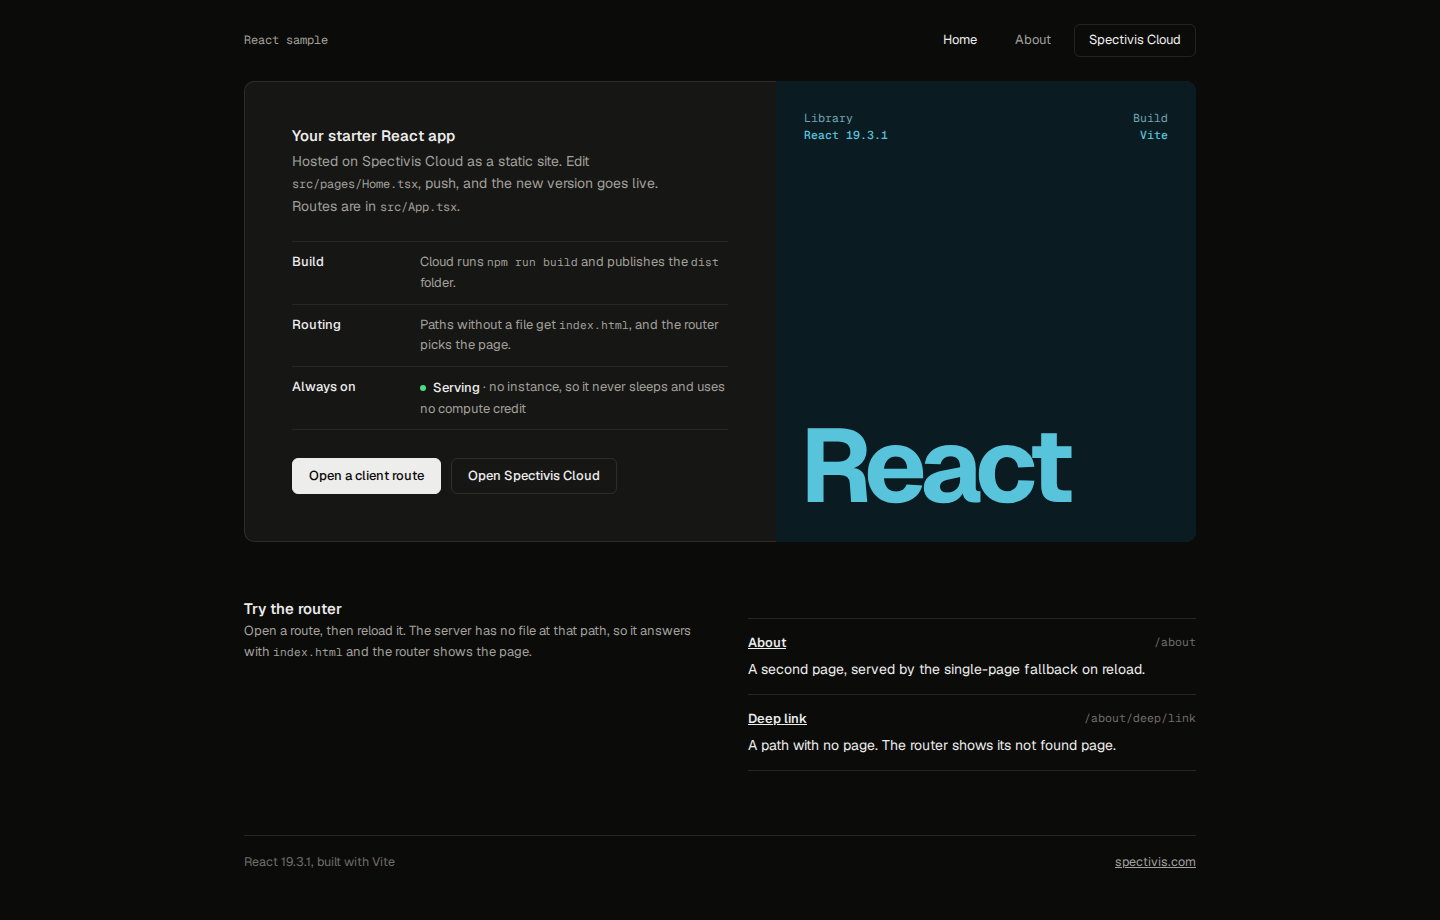 React sample
Home
About
Spectivis Cloud
Your starter React app
Hosted on Spectivis Cloud as a static site. Edit
src/pages/Home.tsx, push, and the new version goes live.
Routes are in src/App.tsx.
Build
Cloud runs npm run build and publishes the dist
folder.
Routing
Paths without a file get index.html, and the router
picks the page.
Always on
Serving · no instance, so it never sleeps and uses
no compute credit
Open a client route
Open Spectivis Cloud
Library
React 19.3.1
Build
Vite
React
Try the router
Open a route, then reload it. The server has no file at that path, so it answers
with index.html and the router shows the page.
About
/about
A second page, served by the single-page fallback on reload.
Deep link
/about/deep/link
A path with no page. The router shows its not found page.
React 19.3.1, built with Vite
spectivis.com